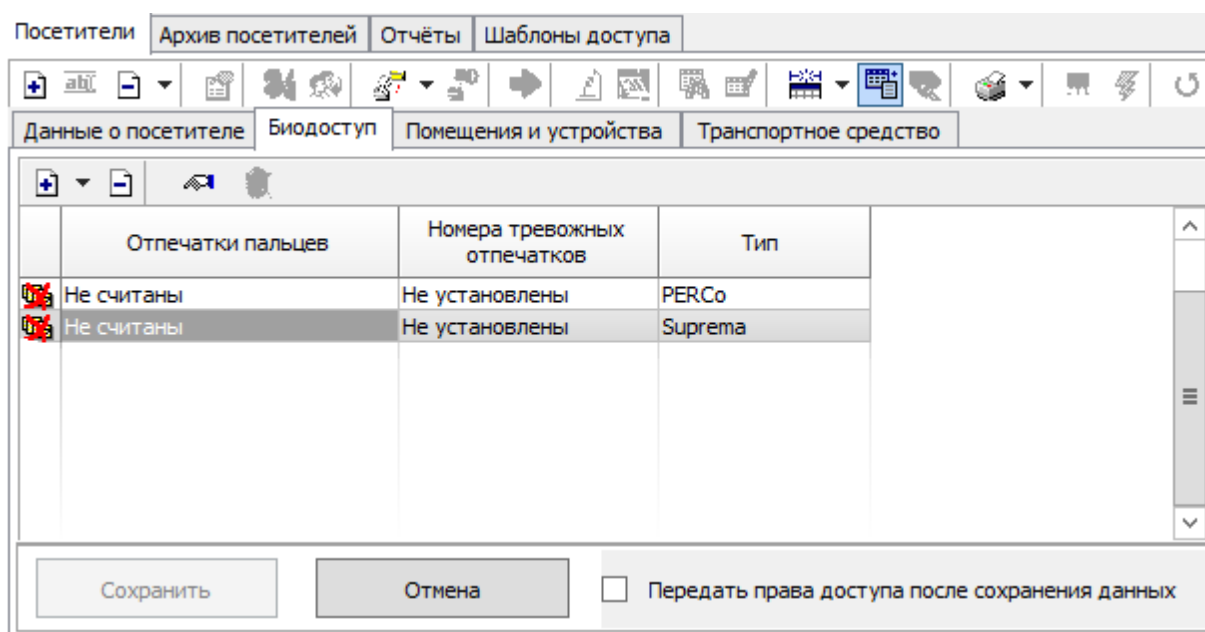 Посетители Архив посетителей Отчёты Шаблоны доступа
Данные о посетителе Биодоступ Помещения и устройства Транспортное средство
Отпечатки пальцев Номера тревожных отпечатков Тип
Не считаны Не установлены PERCo
Не считаны Не установлены Suprema
Сохранить Отмена Передать права доступа после сохранения данных